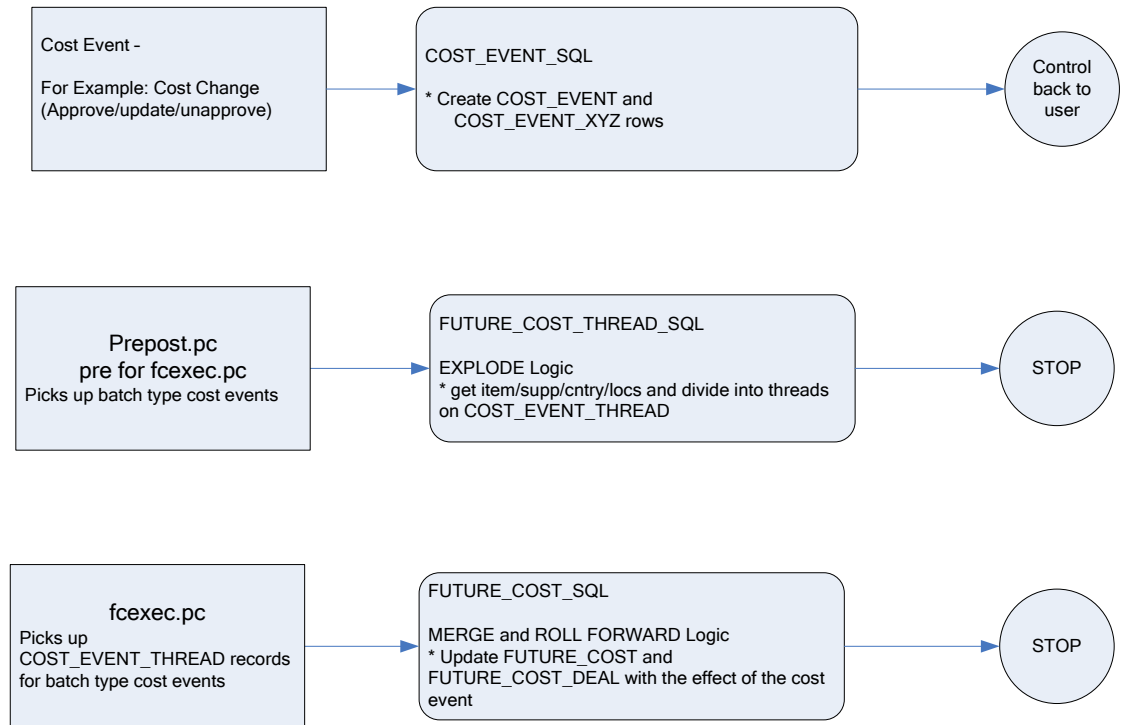 Cost Event –
For Example: Cost Change
(Approve/update/unapprove)
COST_EVENT_SQL
* Create COST_EVENT and
COST_EVENT_XYZ rows
Control
back to
user
Prepost.pc
pre for fcexec.pc
Picks up batch type cost events
FUTURE_COST_THREAD_SQL
EXPLODE Logic
* get item/supp/cntry/locs and divide into threads
on COST_EVENT_THREAD
STOP
fcexec.pc
Picks up
COST_EVENT_THREAD records
for batch type cost events
FUTURE_COST_SQL
MERGE and ROLL FORWARD Logic
* Update FUTURE_COST and
FUTURE_COST_DEAL with the effect of the cost
event
STOP